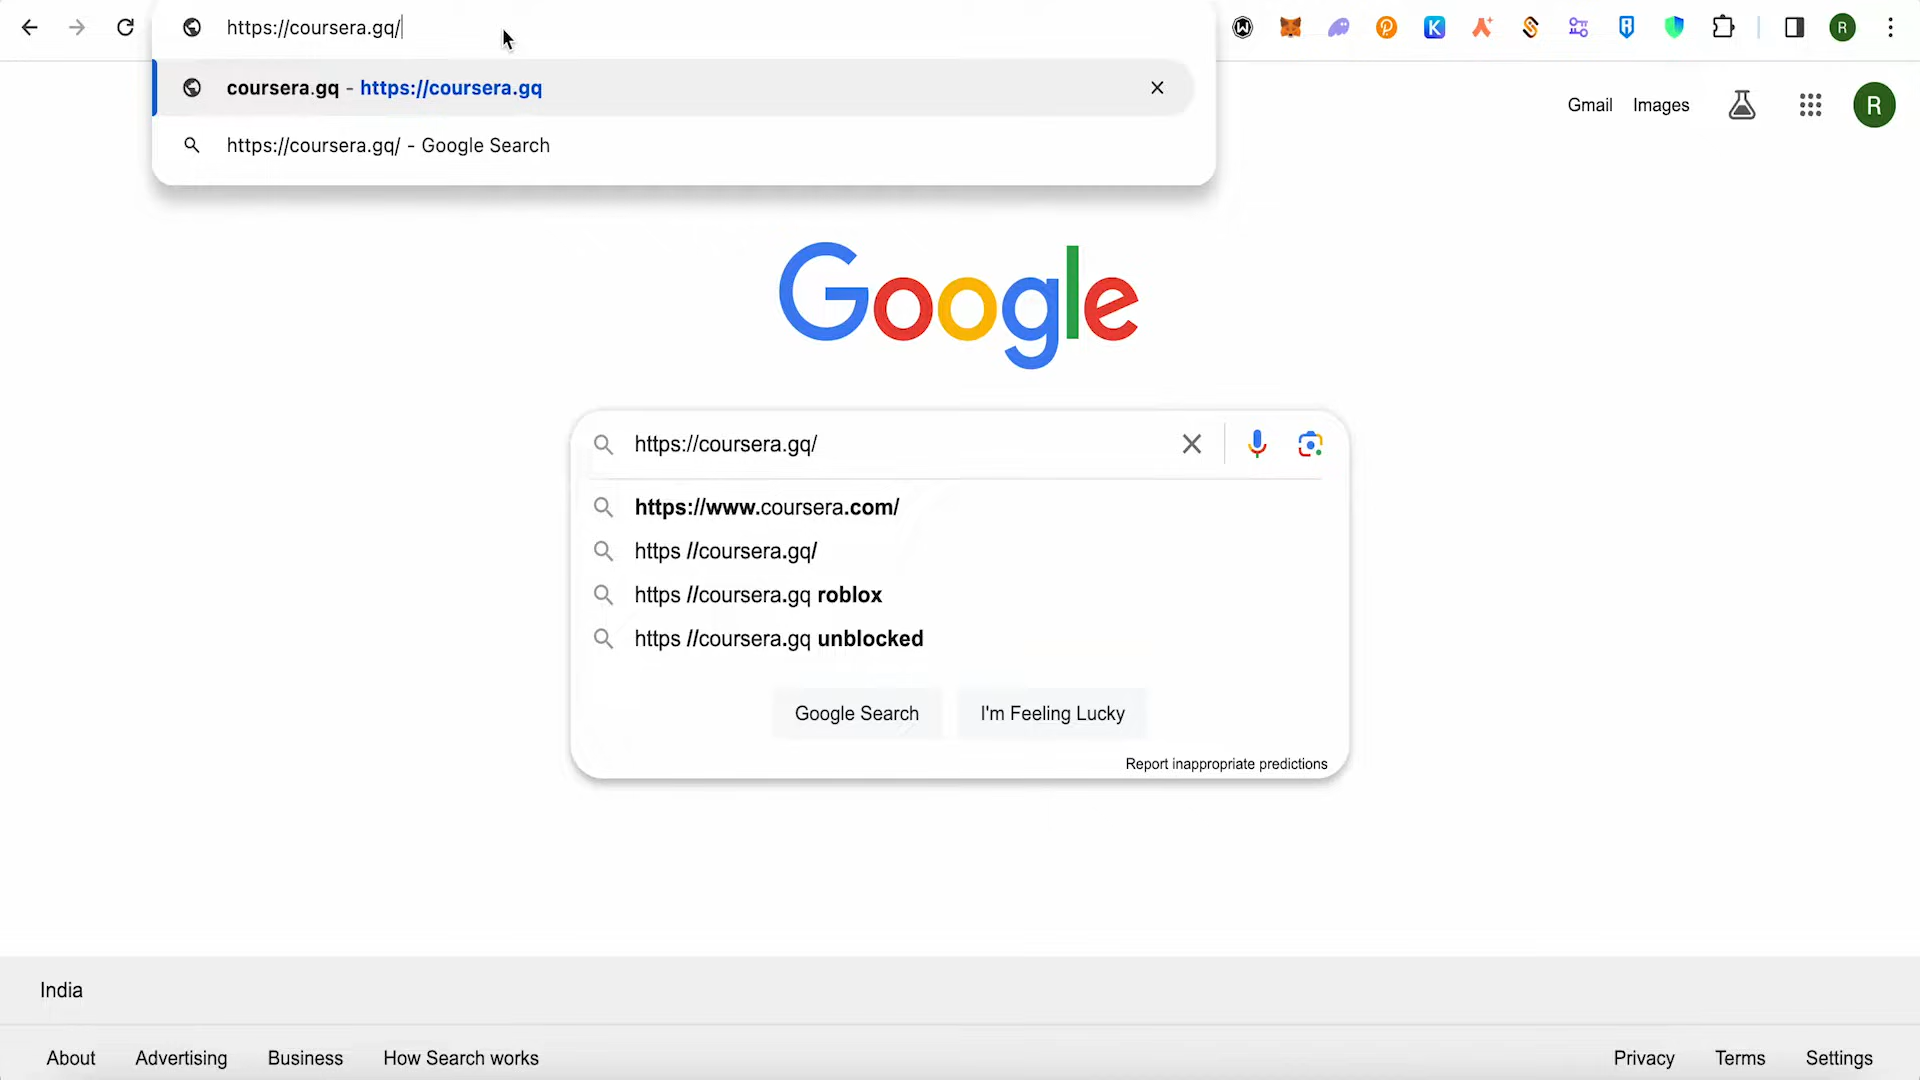 https://coursera.gq/
coursera.gq - https://coursera.gq
https://coursera.gq/ - Google Search
R
Gmail Images
R
Google
https://coursera.gq/
https://www.coursera.com/
https //coursera.gq/
https //coursera.gq roblox
https //coursera.gq unblocked
Google Search I'm Feeling Lucky
Report inappropriate predictions
India
About Advertising Business How Search works
Privacy Terms Settings